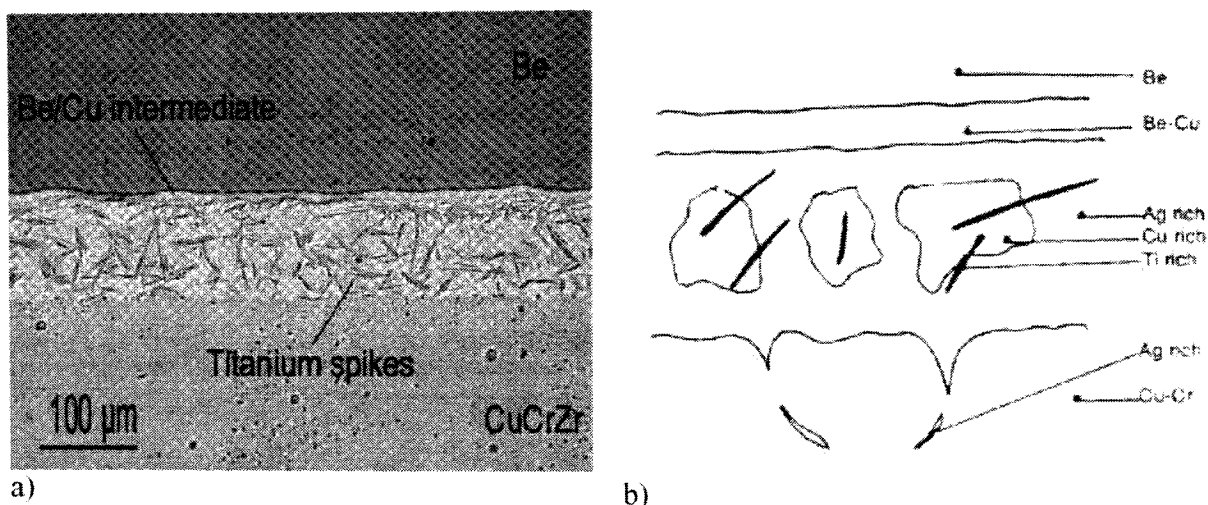 Be
Be/Cu intermediate
Titanium spikes
100 µm
CuCrZr
a)
Be
Be-Cu
Ag rich
Cu rich
Ti rich
Ag rich
Cu-Cr
b)